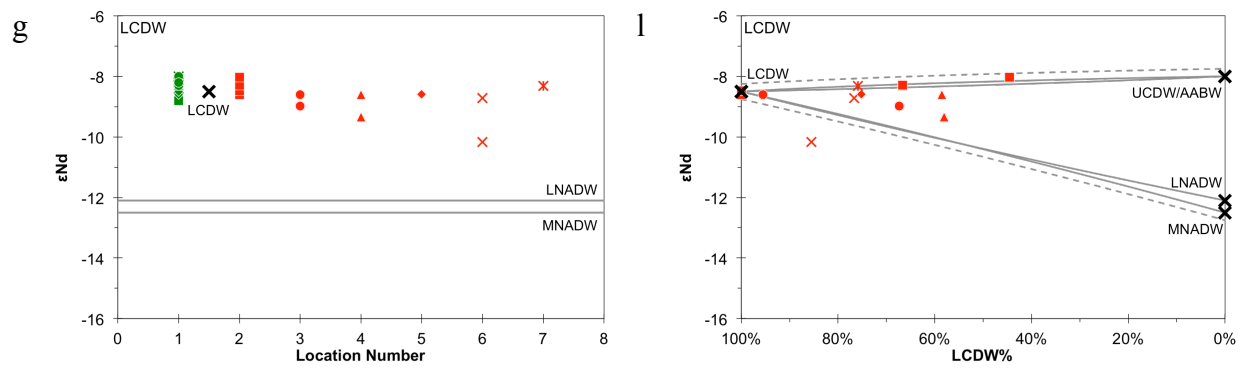 g
LCDW
-6
-8
-10
-12
-14
-16
εNd
LCDW
LNADW
MNADW
0 1 2 3 4 5 6 7 8
Location Number
l
LCDW
-6
-8
-10
-12
-14
-16
εNd
LCDW
UCDW/AABW
LNADW
MNADW
100% 80% 60% 40% 20% 0%
LCDW%